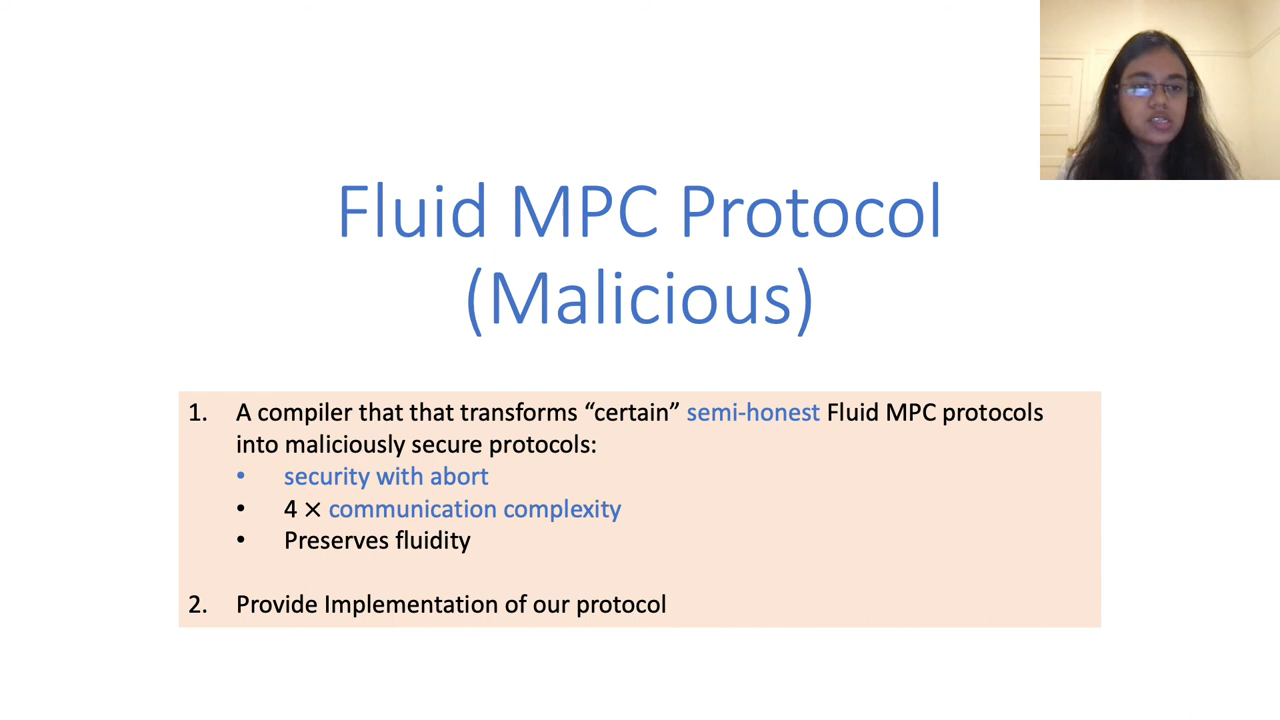 Fluid MPC Protocol
(Malicious)
1. A compiler that that transforms “certain” semi-honest Fluid MPC protocols
into maliciously secure protocols:
• security with abort
• 4 × communication complexity
• Preserves fluidity
2. Provide Implementation of our protocol